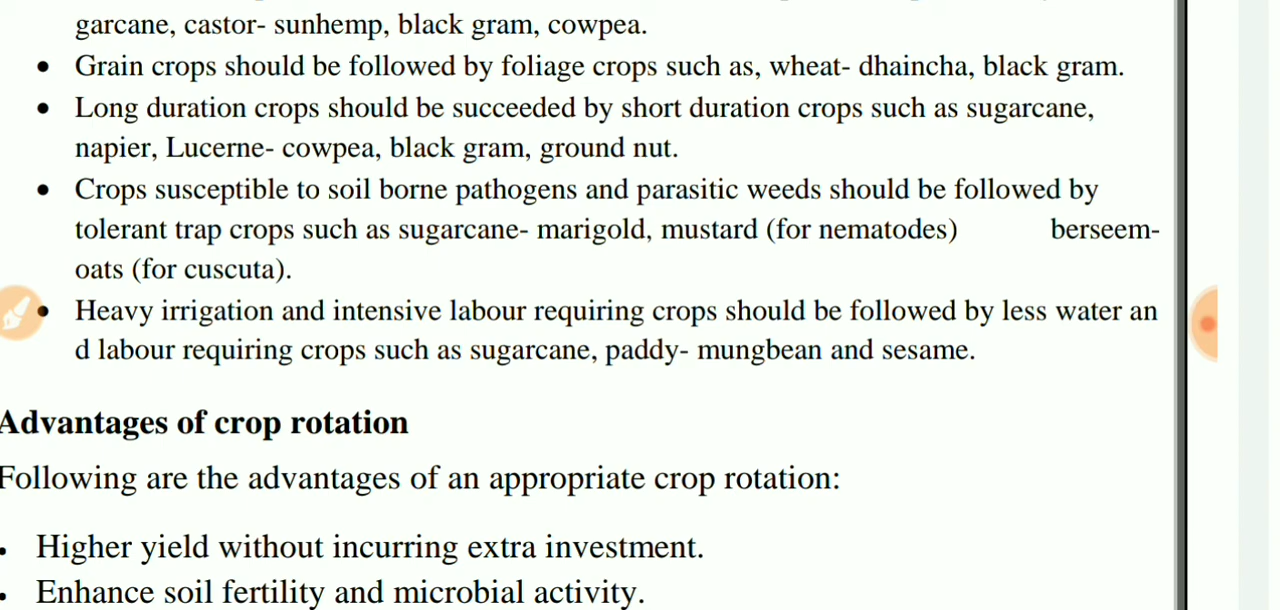 garcane, castor- sunhemp, black gram, cowpea.
• Grain crops should be followed by foliage crops such as, wheat- dhaincha, black gram.
• Long duration crops should be succeeded by short duration crops such as sugarcane,
napier, Lucerne- cowpea, black gram, ground nut.
• Crops susceptible to soil borne pathogens and parasitic weeds should be followed by
tolerant trap crops such as sugarcane- marigold, mustard (for nematodes) berseem-
oats (for cuscuta).
• Heavy irrigation and intensive labour requiring crops should be followed by less water an
d labour requiring crops such as sugarcane, paddy- mungbean and sesame.
Advantages of crop rotation
Following are the advantages of an appropriate crop rotation:
• Higher yield without incurring extra investment.
• Enhance soil fertility and microbial activity.